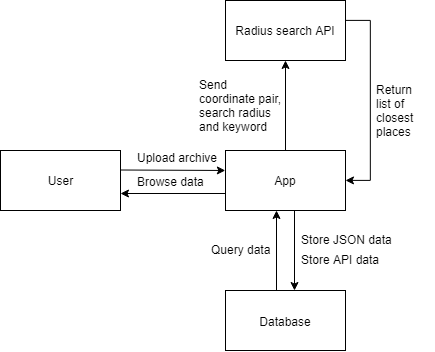 Radius search API
Send
coordinate pair,
search radius
and keyword
Return
list of
closest
places
Upload archive
User
App
Browse data
Query data
Store JSON data
Store API data
Database